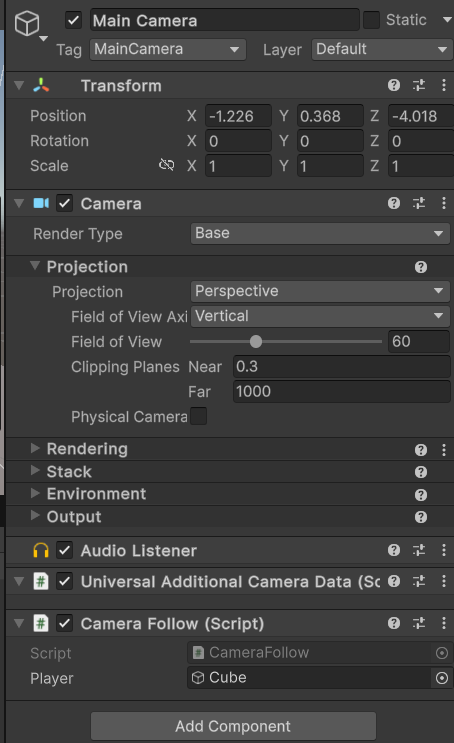 Main Camera Static
Tag MainCamera Layer Default
Transform
Position X -1.226 Y 0.368 Z -4.018
Rotation X 0 Y 0 Z 0
Scale X 1 Y 1 Z 1
Camera
Render Type Base
Projection
Projection Perspective
Field of View Axi Vertical
Field of View 60
Clipping Planes Near 0.3
Far 1000
Physical Camera
Rendering
Stack
Environment
Output
Audio Listener
# Universal Additional Camera Data (Sc
# Camera Follow (Script)
Script CameraFollow
Player Cube
Add Component